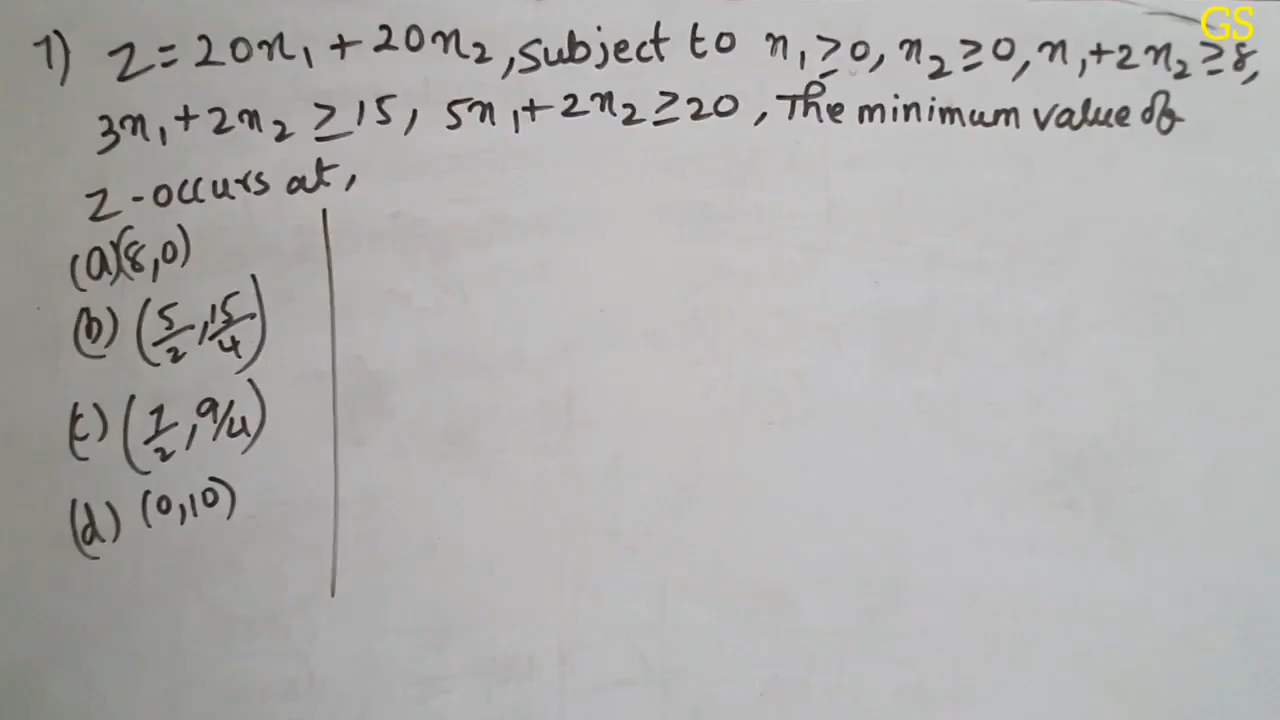 GS
1) Z = 20x₁ + 20x₂, subject to x₁ ≥ 0, x₂ ≥ 0, x₁ + 2x₂ ≥ 8,
3x₁ + 2x₂ ≥ 15, 5x₁ + 2x₂ ≥ 20, The minimum value of
Z - occurs at,
(a) (8,0)
(b) (5/2, 15/4)
(c) (7/2, 9/4)
(d) (0,10)